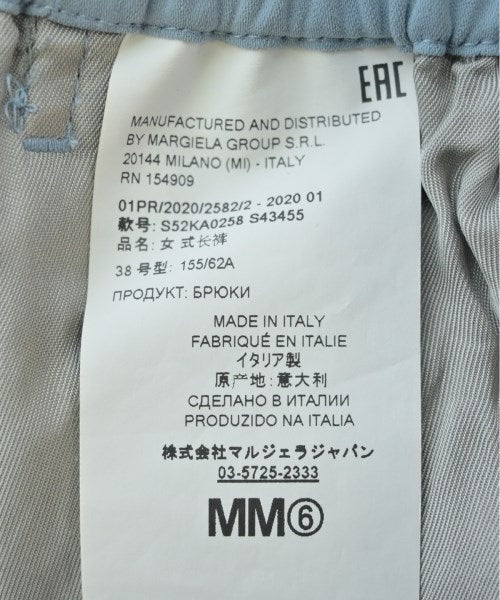 EAC
MANUFACTURED AND DISTRIBUTED
BY MARGIELA GROUP S.R.L.
20144 MILANO (MI) - ITALY
RN 154909
01PR/2020/2582/2 - 2020 01
款号: S52KA0258 S43455
品名: 女 式长裤
38 号型: 155/62A
ПРОДУКТ: БРЮКИ
MADE IN ITALY
FABRIQUÉ EN ITALIE
イタリア製
原产地: 意大利
СДЕЛАНО В ИТАЛИИ
PRODUZIDO NA ITALIA
株式会社マルジェラジャパン
03-5725-2333
MM⑥